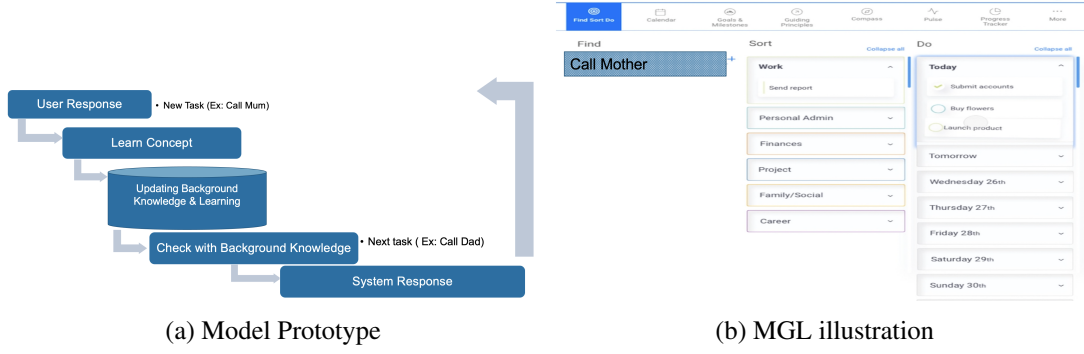 User Response
• New Task (Ex: Call Mum)
Learn Concept
Updating Background
Knowledge & Learning
Check with Background Knowledge
• Next task ( Ex: Call Dad)
System Response
(a) Model Prototype
Find Sort Do
Calendar
Goals &
Milestones
Guiding
Principles
Compass
Pulse
Progress
Tracker
More
Find
Call Mother
+
Sort
Collapse all
Work
Send report
Personal Admin
Finances
Project
Family/Social
Career
Do
Collapse all
Today
Submit accounts
Buy flowers
Launch product
Tomorrow
Wednesday 26th
Thursday 27th
Friday 28th
Saturday 29th
Sunday 30th
(b) MGL illustration